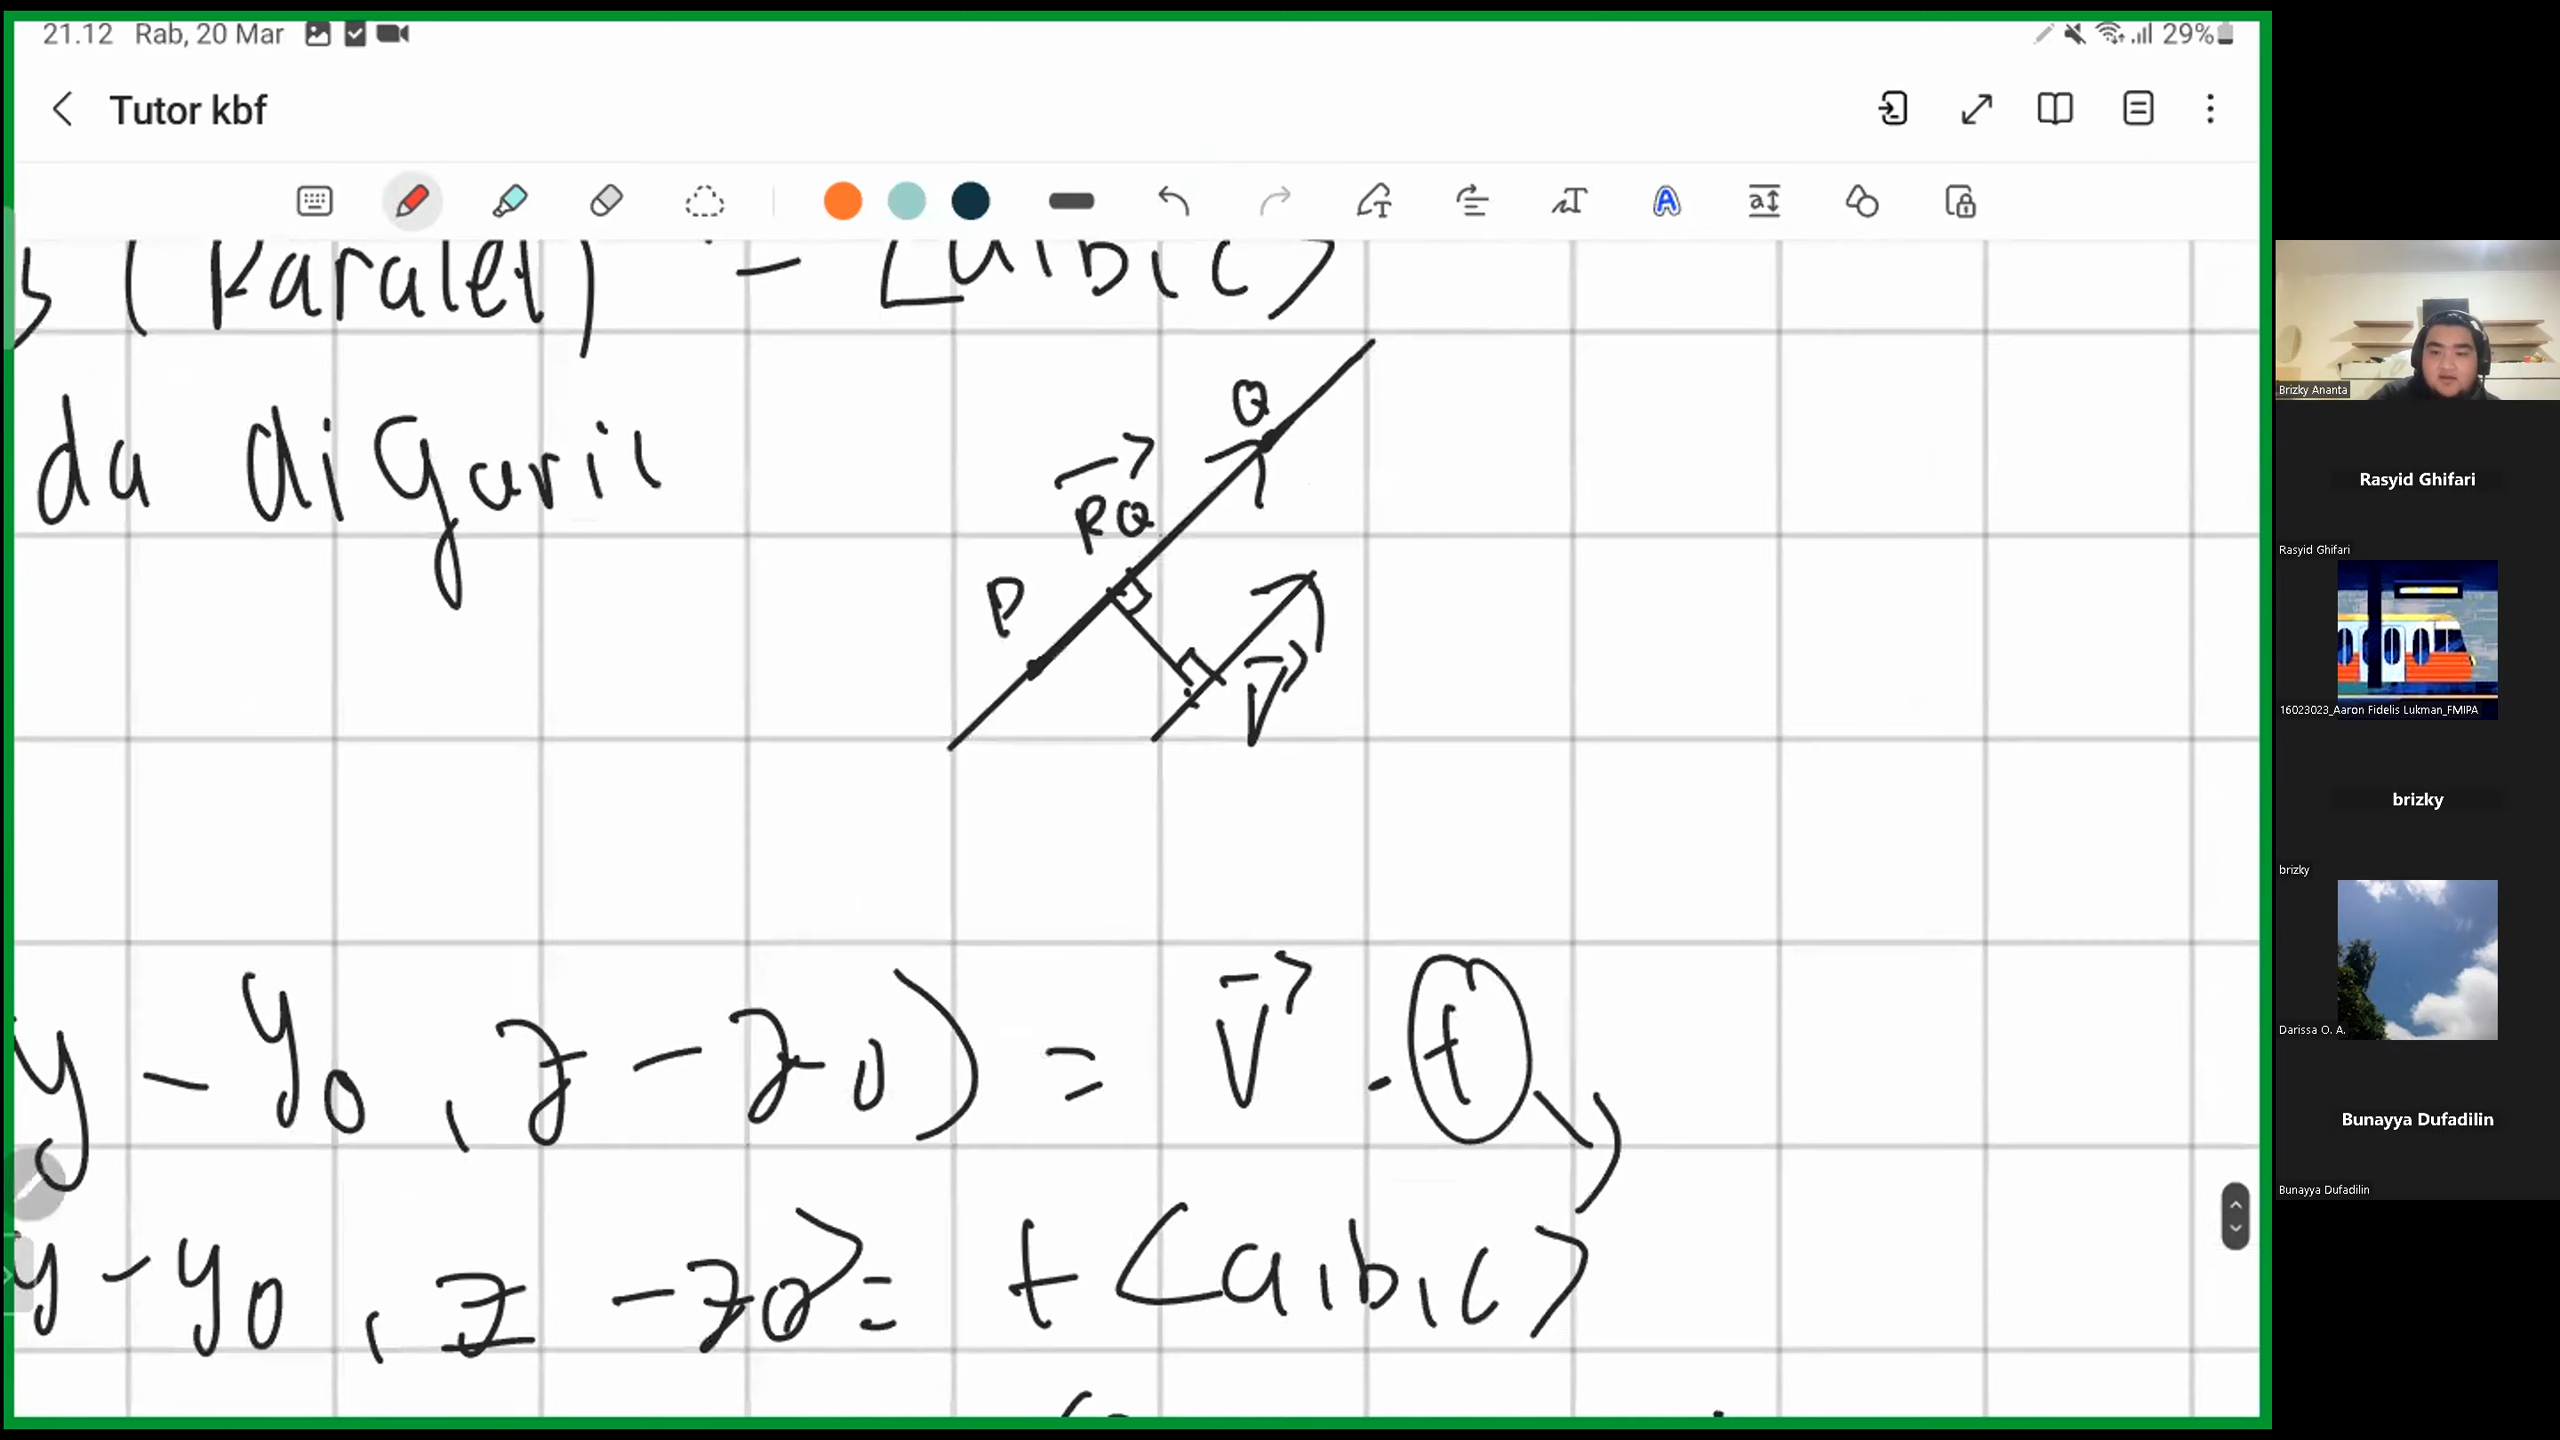 21.12 Rab, 20 Mar 29%
Tutor kbf
(Paralel) - <a,b,c>
da digaris
Q
PQ
P
V
y - y0 , z - z0) = V . t
y - y0 , z - z0> = t <a,b,c>
Brizky Ananta
Rasyid Ghifari
Rasyid Ghifari
16023023_Aaron Fidelis Lukman_FMIPA
brizky
brizky
Darissa O. A.
Bunayya Dufadilin
Bunayya Dufadilin